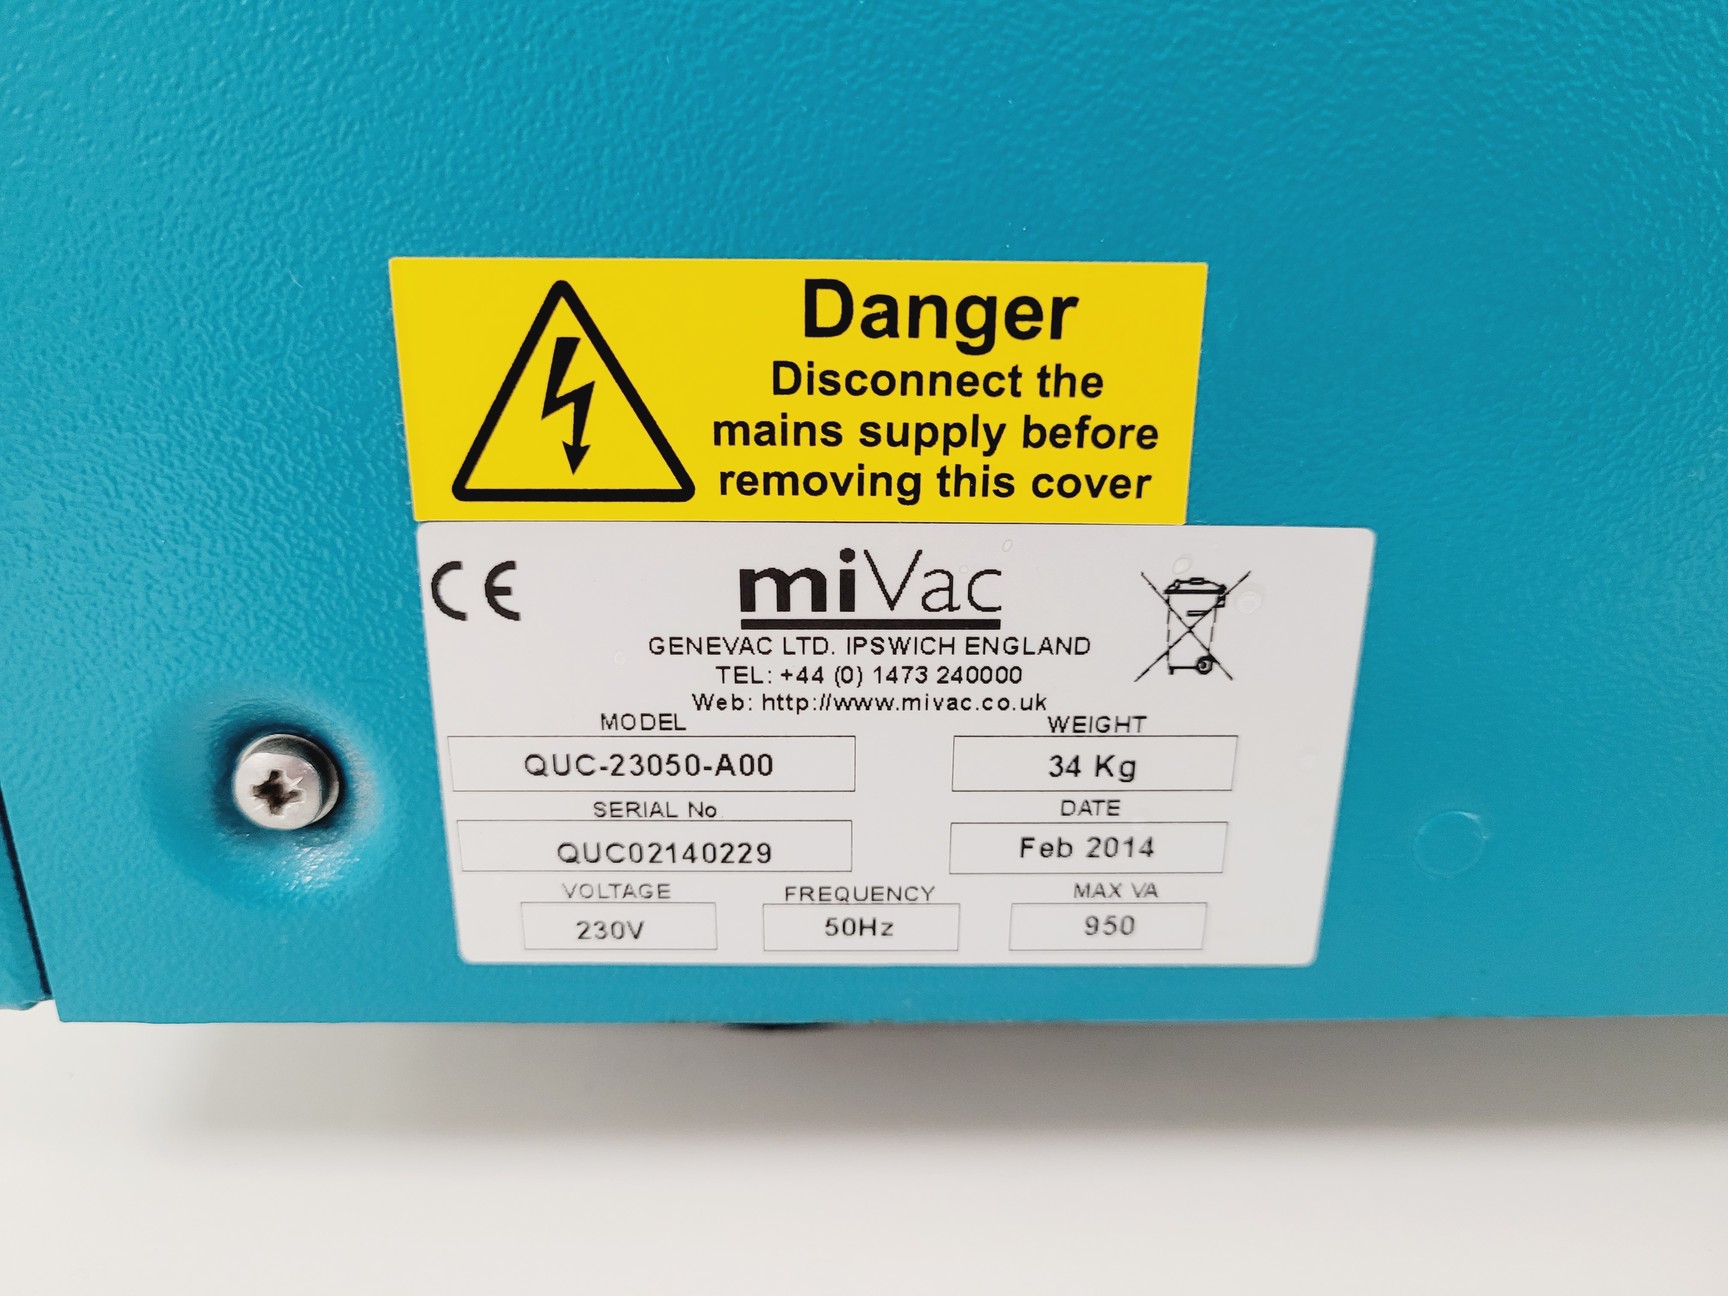 Danger
Disconnect the
mains supply before
removing this cover
CE
miVac
GENEVAC LTD. IPSWICH ENGLAND
TEL: +44 (0) 1473 240000
Web: http://www.mivac.co.uk
MODEL WEIGHT
QUC-23050-A00 34 Kg
SERIAL No DATE
QUC02140229 Feb 2014
VOLTAGE FREQUENCY MAX VA
230V 50Hz 950